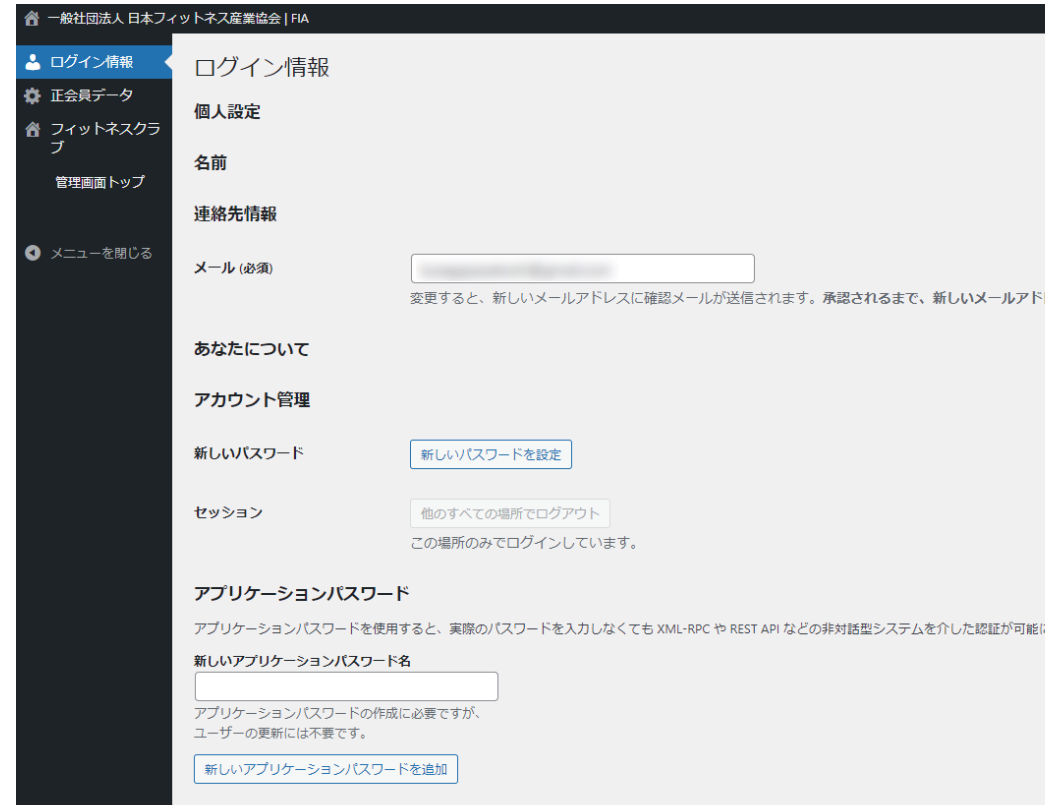 一般社団法人 日本フィットネス産業協会 | FIA
ログイン情報
正会員データ
フィットネスクラ
ブ
管理画面トップ
メニューを閉じる
ログイン情報
個人設定
名前
連絡先情報
メール (必須)
変更すると、新しいメールアドレスに確認メールが送信されます。承認されるまで、新しいメールアド
あなたについて
アカウント管理
新しいパスワード
新しいパスワードを設定
セッション
他のすべての場所でログアウト
この場所のみでログインしています。
アプリケーションパスワード
アプリケーションパスワードを使用すると、実際のパスワードを入力しなくても XML-RPC や REST API などの非対話型システムを介した認証が可能に
新しいアプリケーションパスワード名
アプリケーションパスワードの作成に必要ですが、
ユーザーの更新には不要です。
新しいアプリケーションパスワードを追加